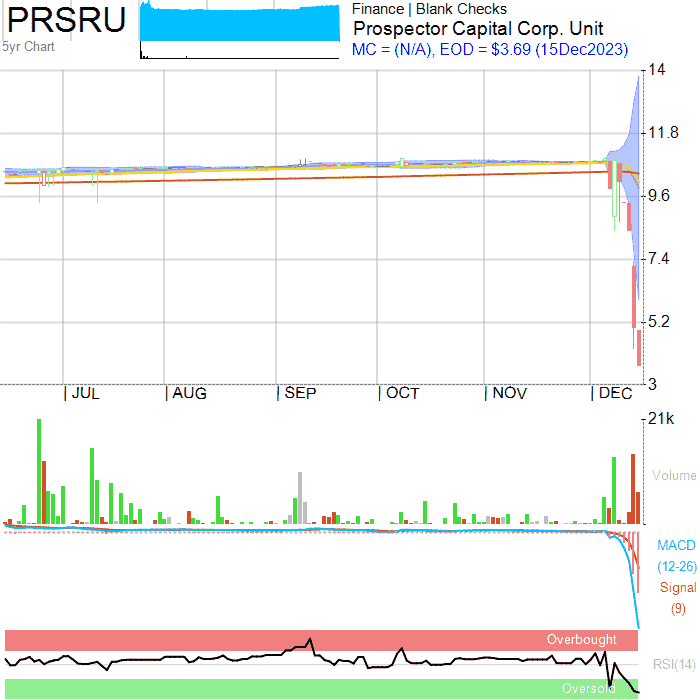 PRSRU
5yr Chart
Finance | Blank Checks
Prospector Capital Corp. Unit
MC = (N/A), EOD = $3.69 (15Dec2023)
14
11.8
9.6
7.4
5.2
3
| JUL | AUG | SEP | OCT | NOV | DEC
21k
Volume
MACD
(12-26)
Signal
(9)
Overbought
RSI(14)
Oversold